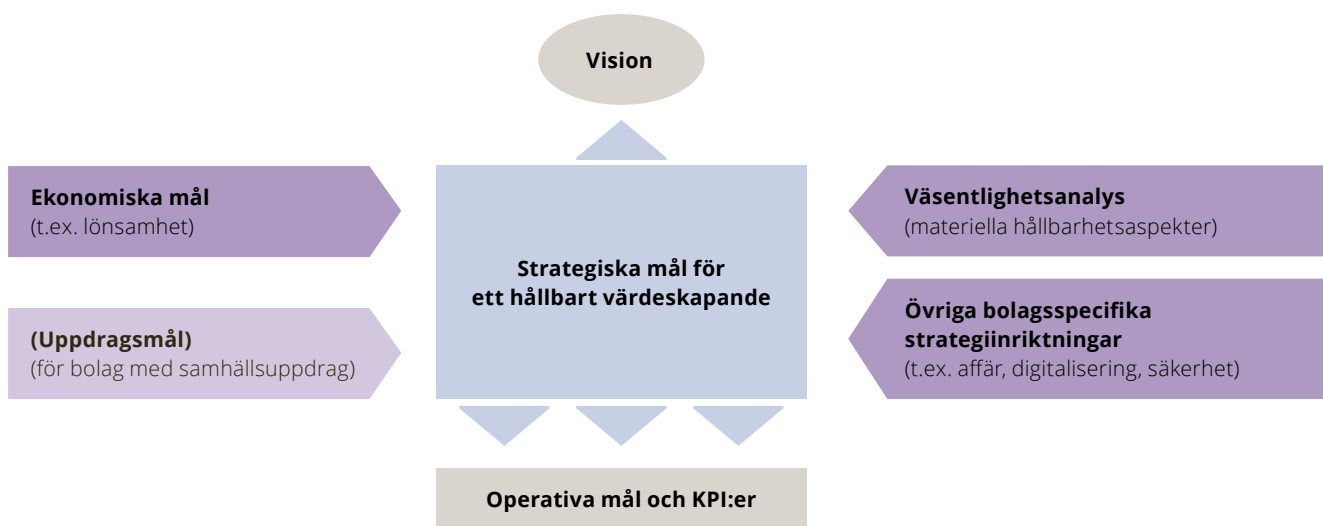 Vision
Ekonomiska mål
(t.ex. lönsamhet)
(Uppdragsmål)
(för bolag med samhällsuppdrag)
Strategiska mål för
ett hållbart värdeskapande
Väsentlighetsanalys
(materiella hållbarhetsaspekter)
Övriga bolagsspecifika
strategiinriktningar
(t.ex. affär, digitalisering, säkerhet)
Operativa mål och KPI:er